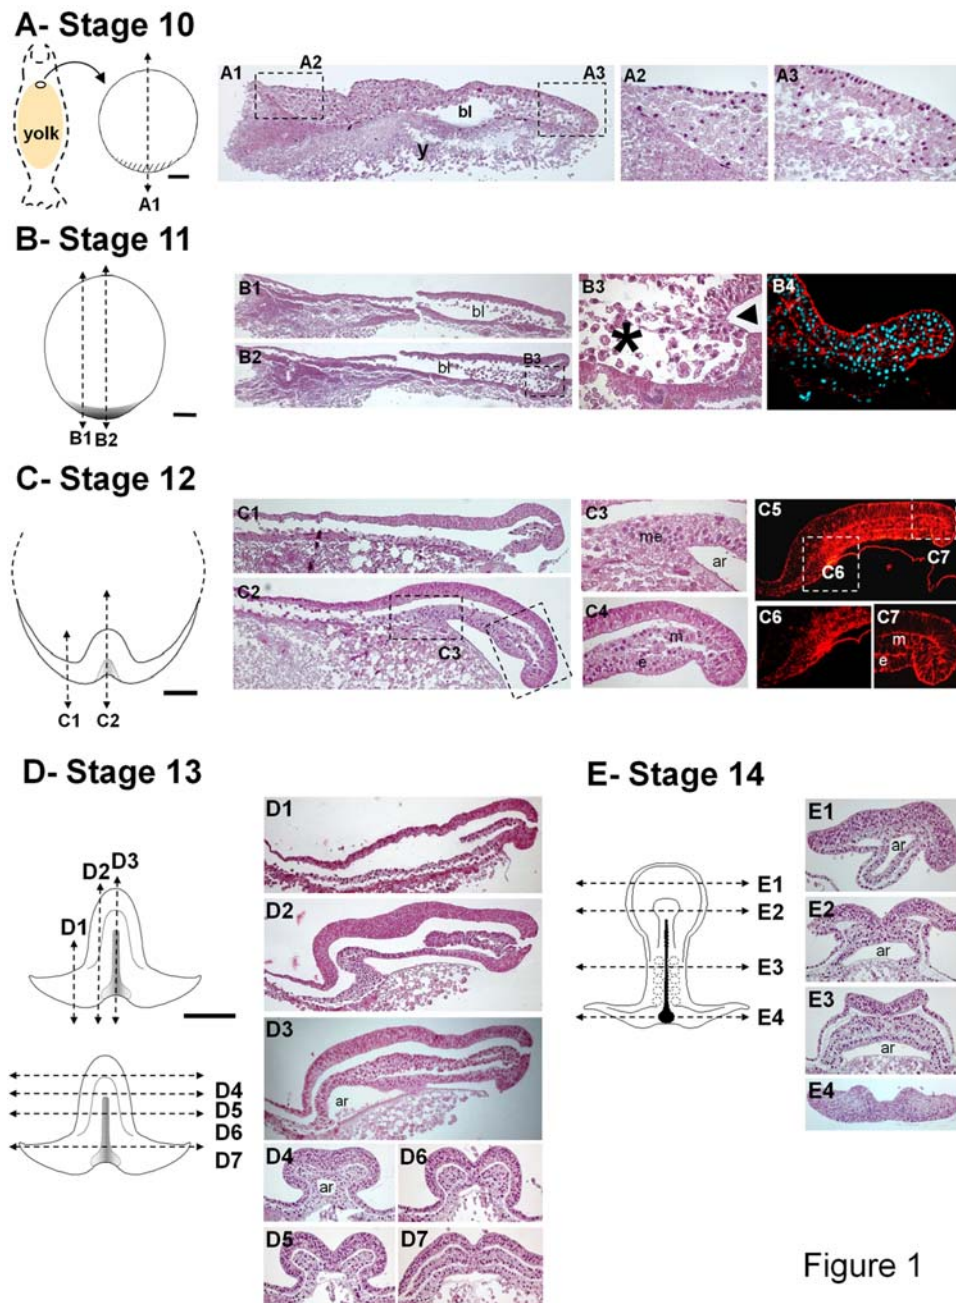 A- Stage 10
yolk
A1
A1
A2
A3
bl
y
A2
A3
B- Stage 11
B1
B2
B1
bl
B2
bl
B3
B3
*
B4
C- Stage 12
C1
C2
C1
C2
C3
C3
me
ar
C4
m
e
C5
C6
C7
C6
C7
m
e
D- Stage 13
D1
D2
D3
D4
D5
D6
D7
D1
D2
D3
ar
D4
ar
D6
D5
D7
E- Stage 14
E1
E2
E3
E4
E1
ar
E2
ar
E3
ar
E4
Figure 1